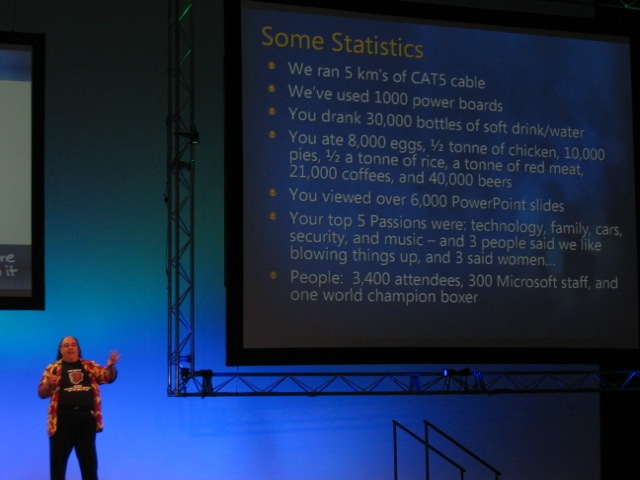 Some Statistics
We ran 5 km's of CAT5 cable
We've used 1000 power boards
You drank 30,000 bottles of soft drink/water
You ate 8,000 eggs, ½ tonne of chicken, 10,000
pies, ½ a tonne of rice, a tonne of red meat,
21,000 coffees, and 40,000 beers
You viewed over 6,000 PowerPoint slides
Your top 5 Passions were: technology, family, cars,
security, and music – and 3 people said we like
blowing things up, and 3 said women...
People: 3,400 attendees, 300 Microsoft staff, and
one world champion boxer
it